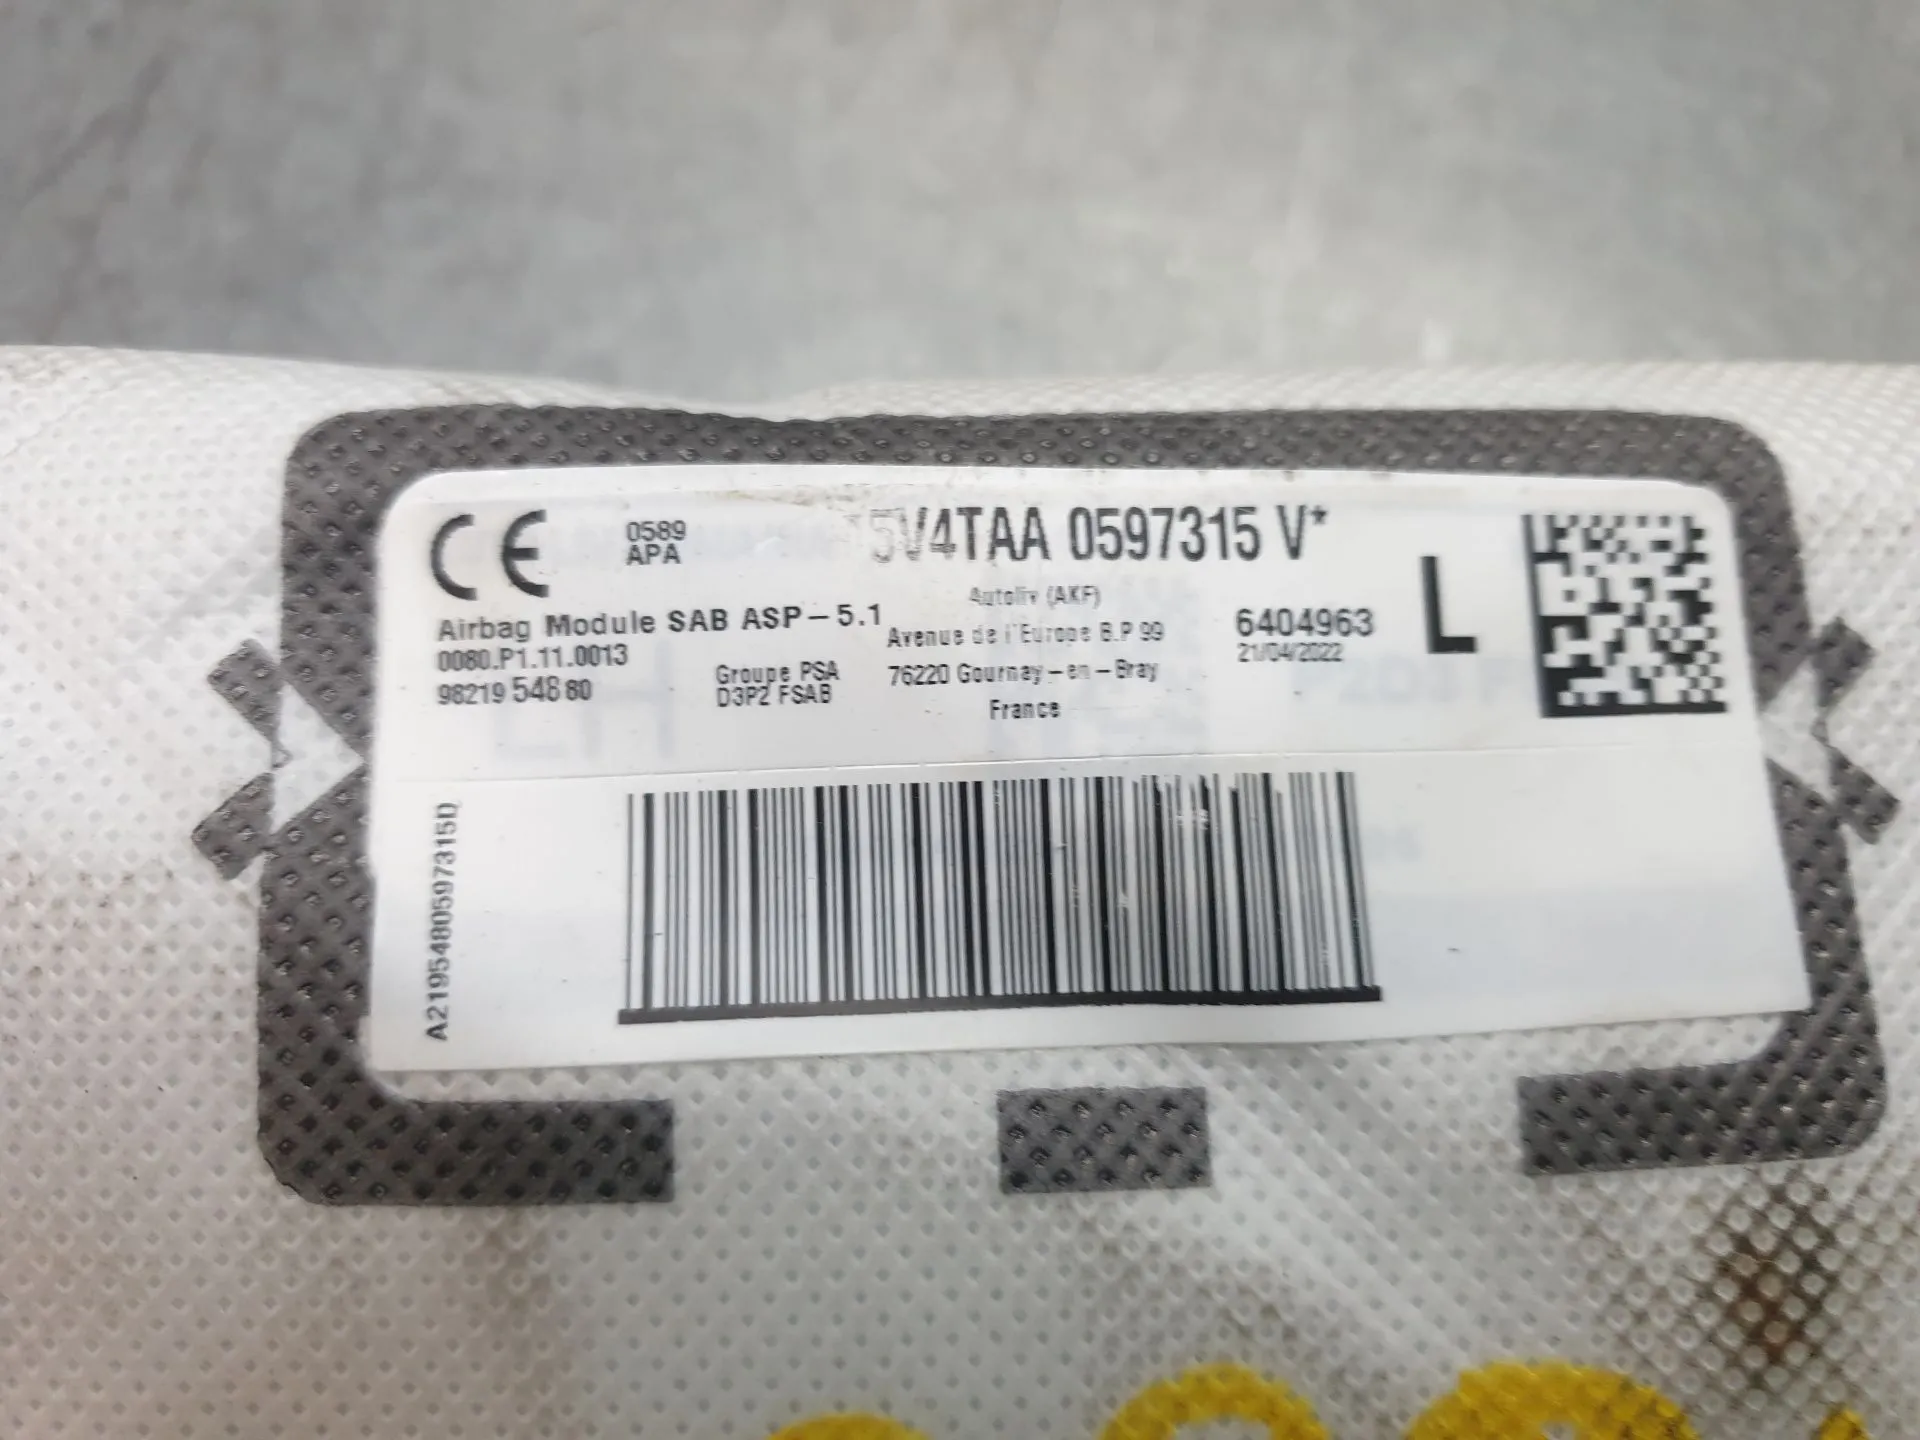 CE
0589
APA
5V4TAA 0597315 V*
Airbag Module SAB ASP-5.1
0080.P1.11.0013
98219 548 80
Groupe PSA
D3P2 FSAB
Autoliv (AKF)
Avenue de l'Europe B.P 99
76220 Gournay-en-Bray
France
6404963
21/04/2022
L
A2195480597315D